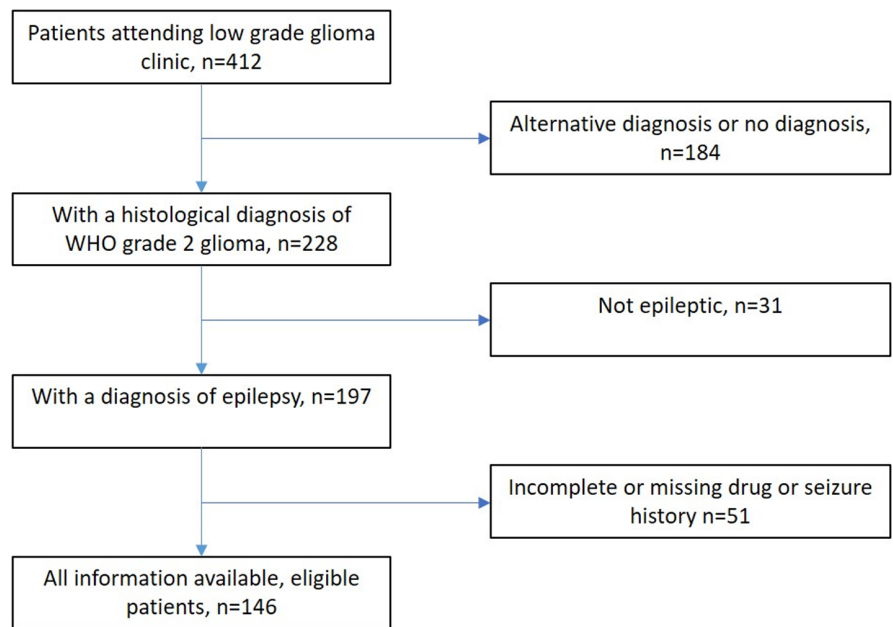 Patients attending low grade glioma
clinic, n=412
Alternative diagnosis or no diagnosis,
n=184
With a histological diagnosis of
WHO grade 2 glioma, n=228
Not epileptic, n=31
With a diagnosis of epilepsy, n=197
Incomplete or missing drug or seizure
history n=51
All information available, eligible
patients, n=146